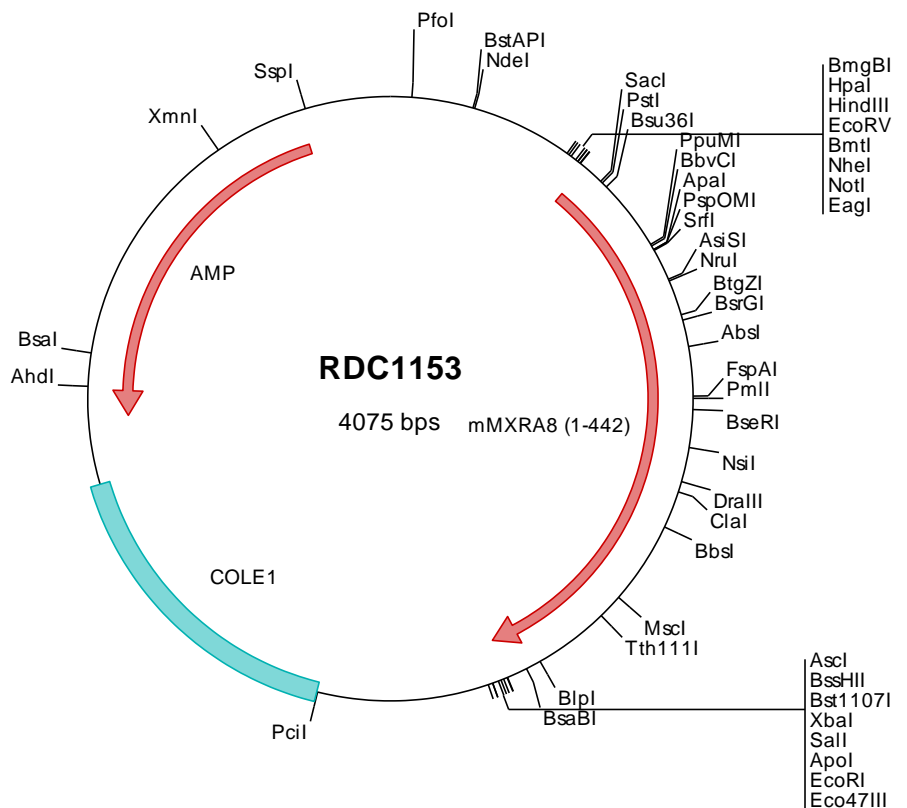 PfoI
BstAPI
NdeI
SspI
XmnI
SacI
PstI
Bsu36I
BmgBI
HpaI
HindIII
EcoRV
BmtI
NheI
NotI
EagI
PpuMI
BbvCI
ApaI
PspOMI
SrfI
AsiSI
NruI
BtgZI
BsrGI
AbsI
AMP
BsaI
AhdI
RDC1153
4075 bps
mMXRA8 (1-442)
FspAI
PmlI
BseRI
NsiI
DraIII
ClaI
BbsI
COLE1
MscI
Tth111I
BlpI
BsaBI
PciI
AscI
BssHII
Bst1107I
XbaI
SalI
ApoI
EcoRI
Eco47III